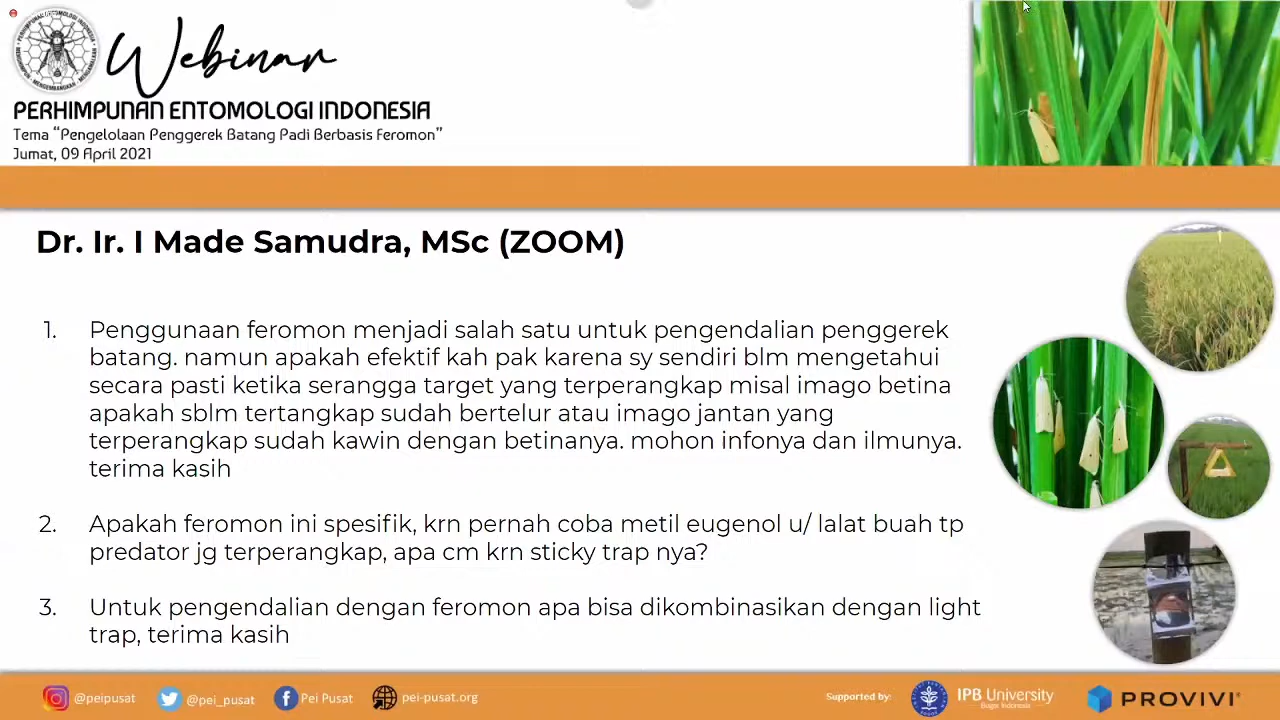 Webinar
PERHIMPUNAN ENTOMOLOGI INDONESIA
Tema "Pengelolaan Penggerek Batang Padi Berbasis Feromon"
Jumat, 09 April 2021
Dr. Ir. I Made Samudra, MSc (ZOOM)
1. Penggunaan feromon menjadi salah satu untuk pengendalian penggerek
batang. namun apakah efektif kah pak karena sy sendiri blm mengetahui
secara pasti ketika serangga target yang terperangkap misal imago betina
apakah sblm tertangkap sudah bertelur atau imago jantan yang
terperangkap sudah kawin dengan betinanya. mohon infonya dan ilmunya.
terima kasih
2. Apakah feromon ini spesifik, krn pernah coba metil eugenol u/ lalat buah tp
predator jg terperangkap, apa cm krn sticky trap nya?
3. Untuk pengendalian dengan feromon apa bisa dikombinasikan dengan light
trap, terima kasih
@peipusat
@pei_pusat
Pei Pusat
pei-pusat.org
Supported by:
IPB University
Bogor Indonesia
PROVIVI